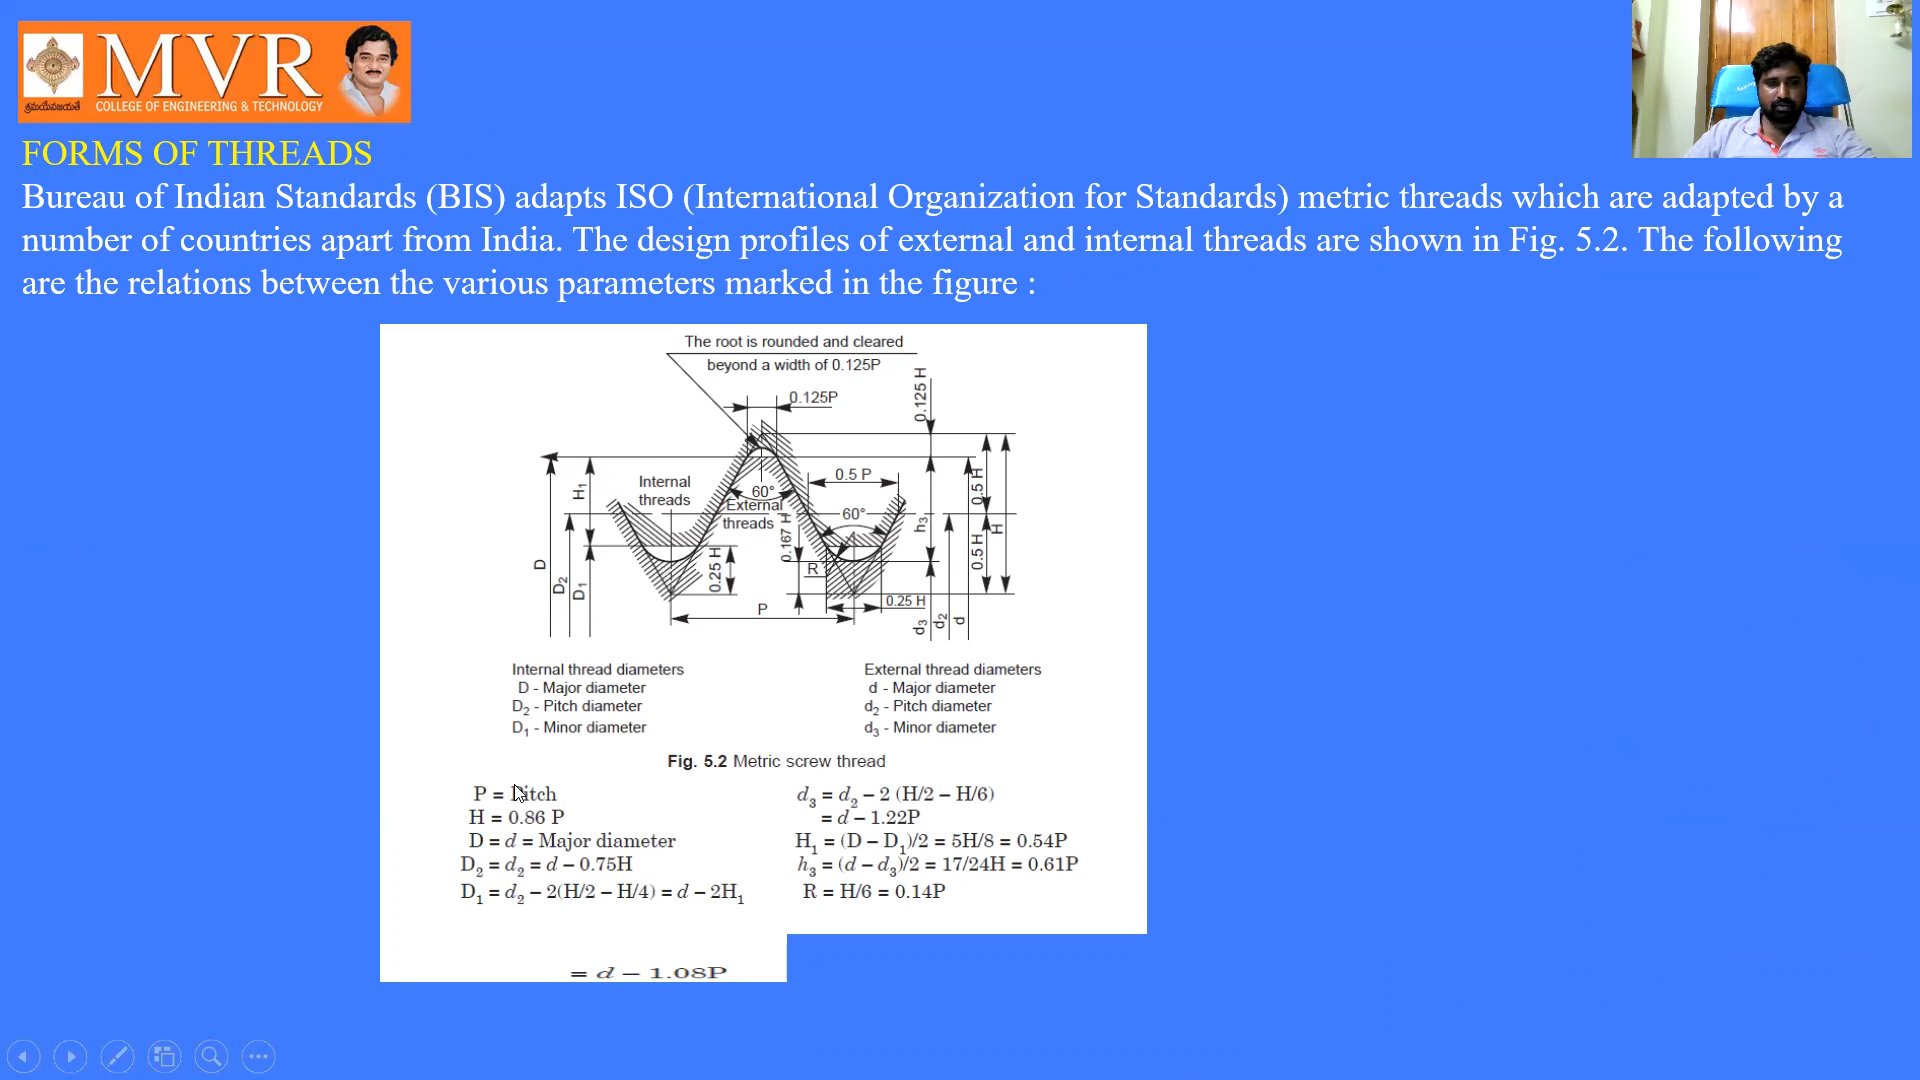 MVR
COLLEGE OF ENGINEERING & TECHNOLOGY
శ్రమయేవజయతే
FORMS OF THREADS
Bureau of Indian Standards (BIS) adapts ISO (International Organization for Standards) metric threads which are adapted by a
number of countries apart from India. The design profiles of external and internal threads are shown in Fig. 5.2. The following
are the relations between the various parameters marked in the figure :
The root is rounded and cleared
beyond a width of 0.125P
0.125P
0.125 H
Internal
threads
60°
External
threads
0.5 P
60°
H1
D
D2
D1
0.25 H
0.167 H
R
P
0.25 H
h3
0.5 H
0.5 H
H
d3
d2
d
Internal thread diameters
D - Major diameter
D2 - Pitch diameter
D1 - Minor diameter
External thread diameters
d - Major diameter
d2 - Pitch diameter
d3 - Minor diameter
Fig. 5.2 Metric screw thread
P = Pitch
H = 0.86 P
D = d = Major diameter
D2 = d2 = d – 0.75H
D1 = d2 – 2(H/2 – H/4) = d – 2H1
= d – 1.08P
d3 = d2 – 2 (H/2 – H/6)
= d – 1.22P
H1 = (D – D1)/2 = 5H/8 = 0.54P
h3 = (d – d3)/2 = 17/24H = 0.61P
R = H/6 = 0.14P